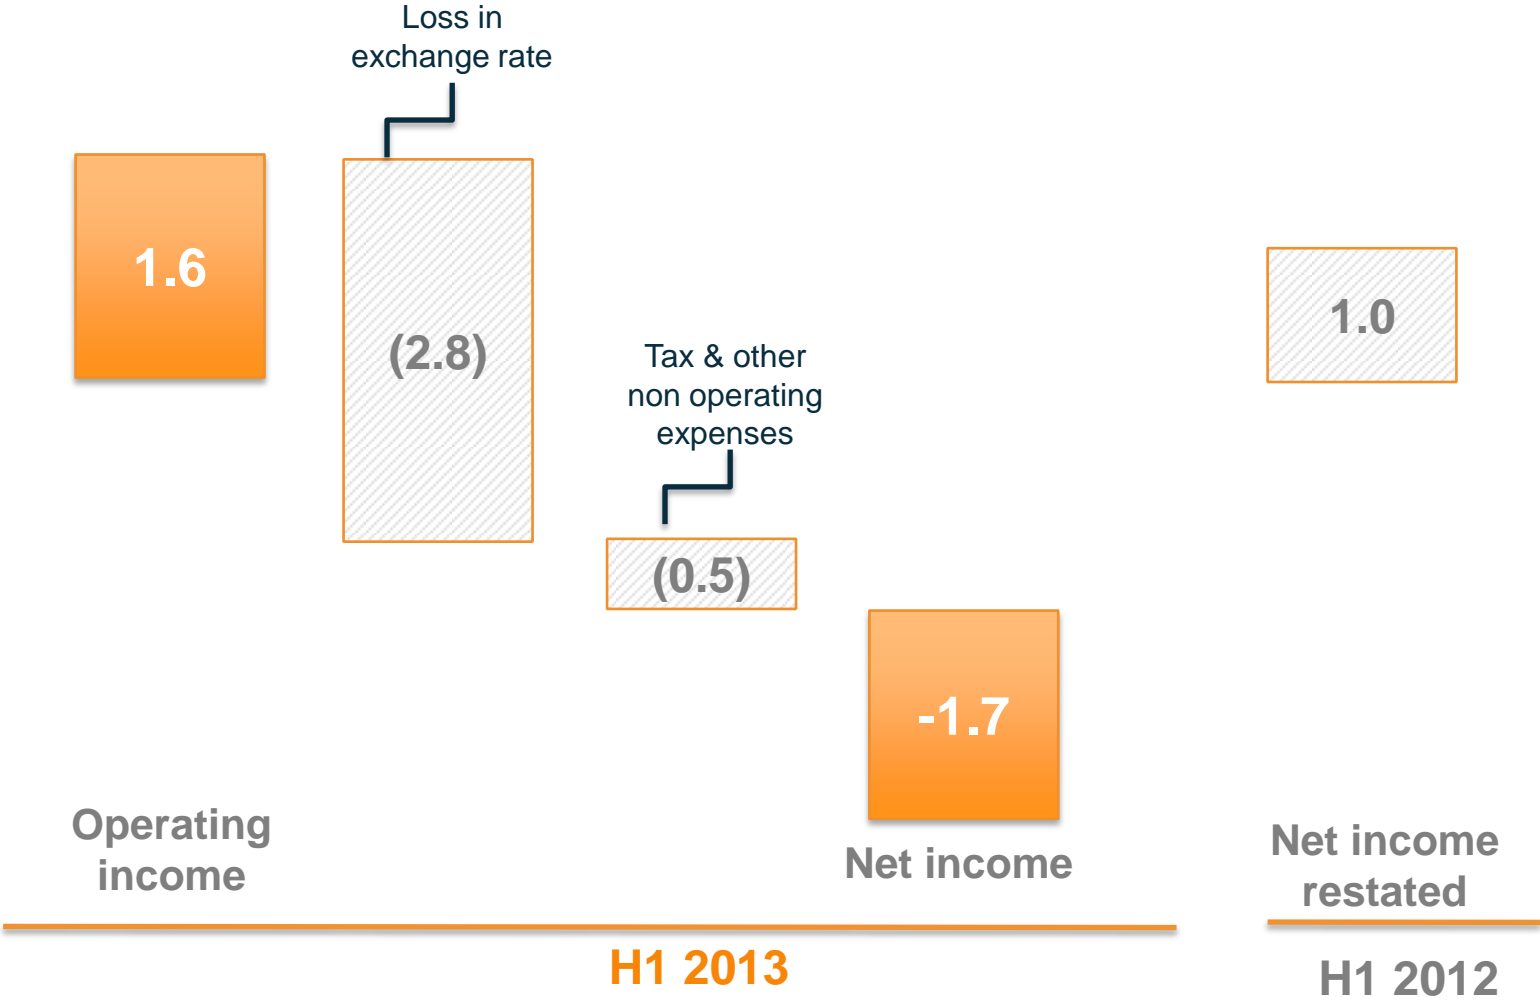 Loss in
exchange rate
1.6
(2.8)
1.0
Tax & other
non operating
expenses
(0.5)
-1.7
Operating
income
Net income
Net income
restated
H1 2013
H1 2012